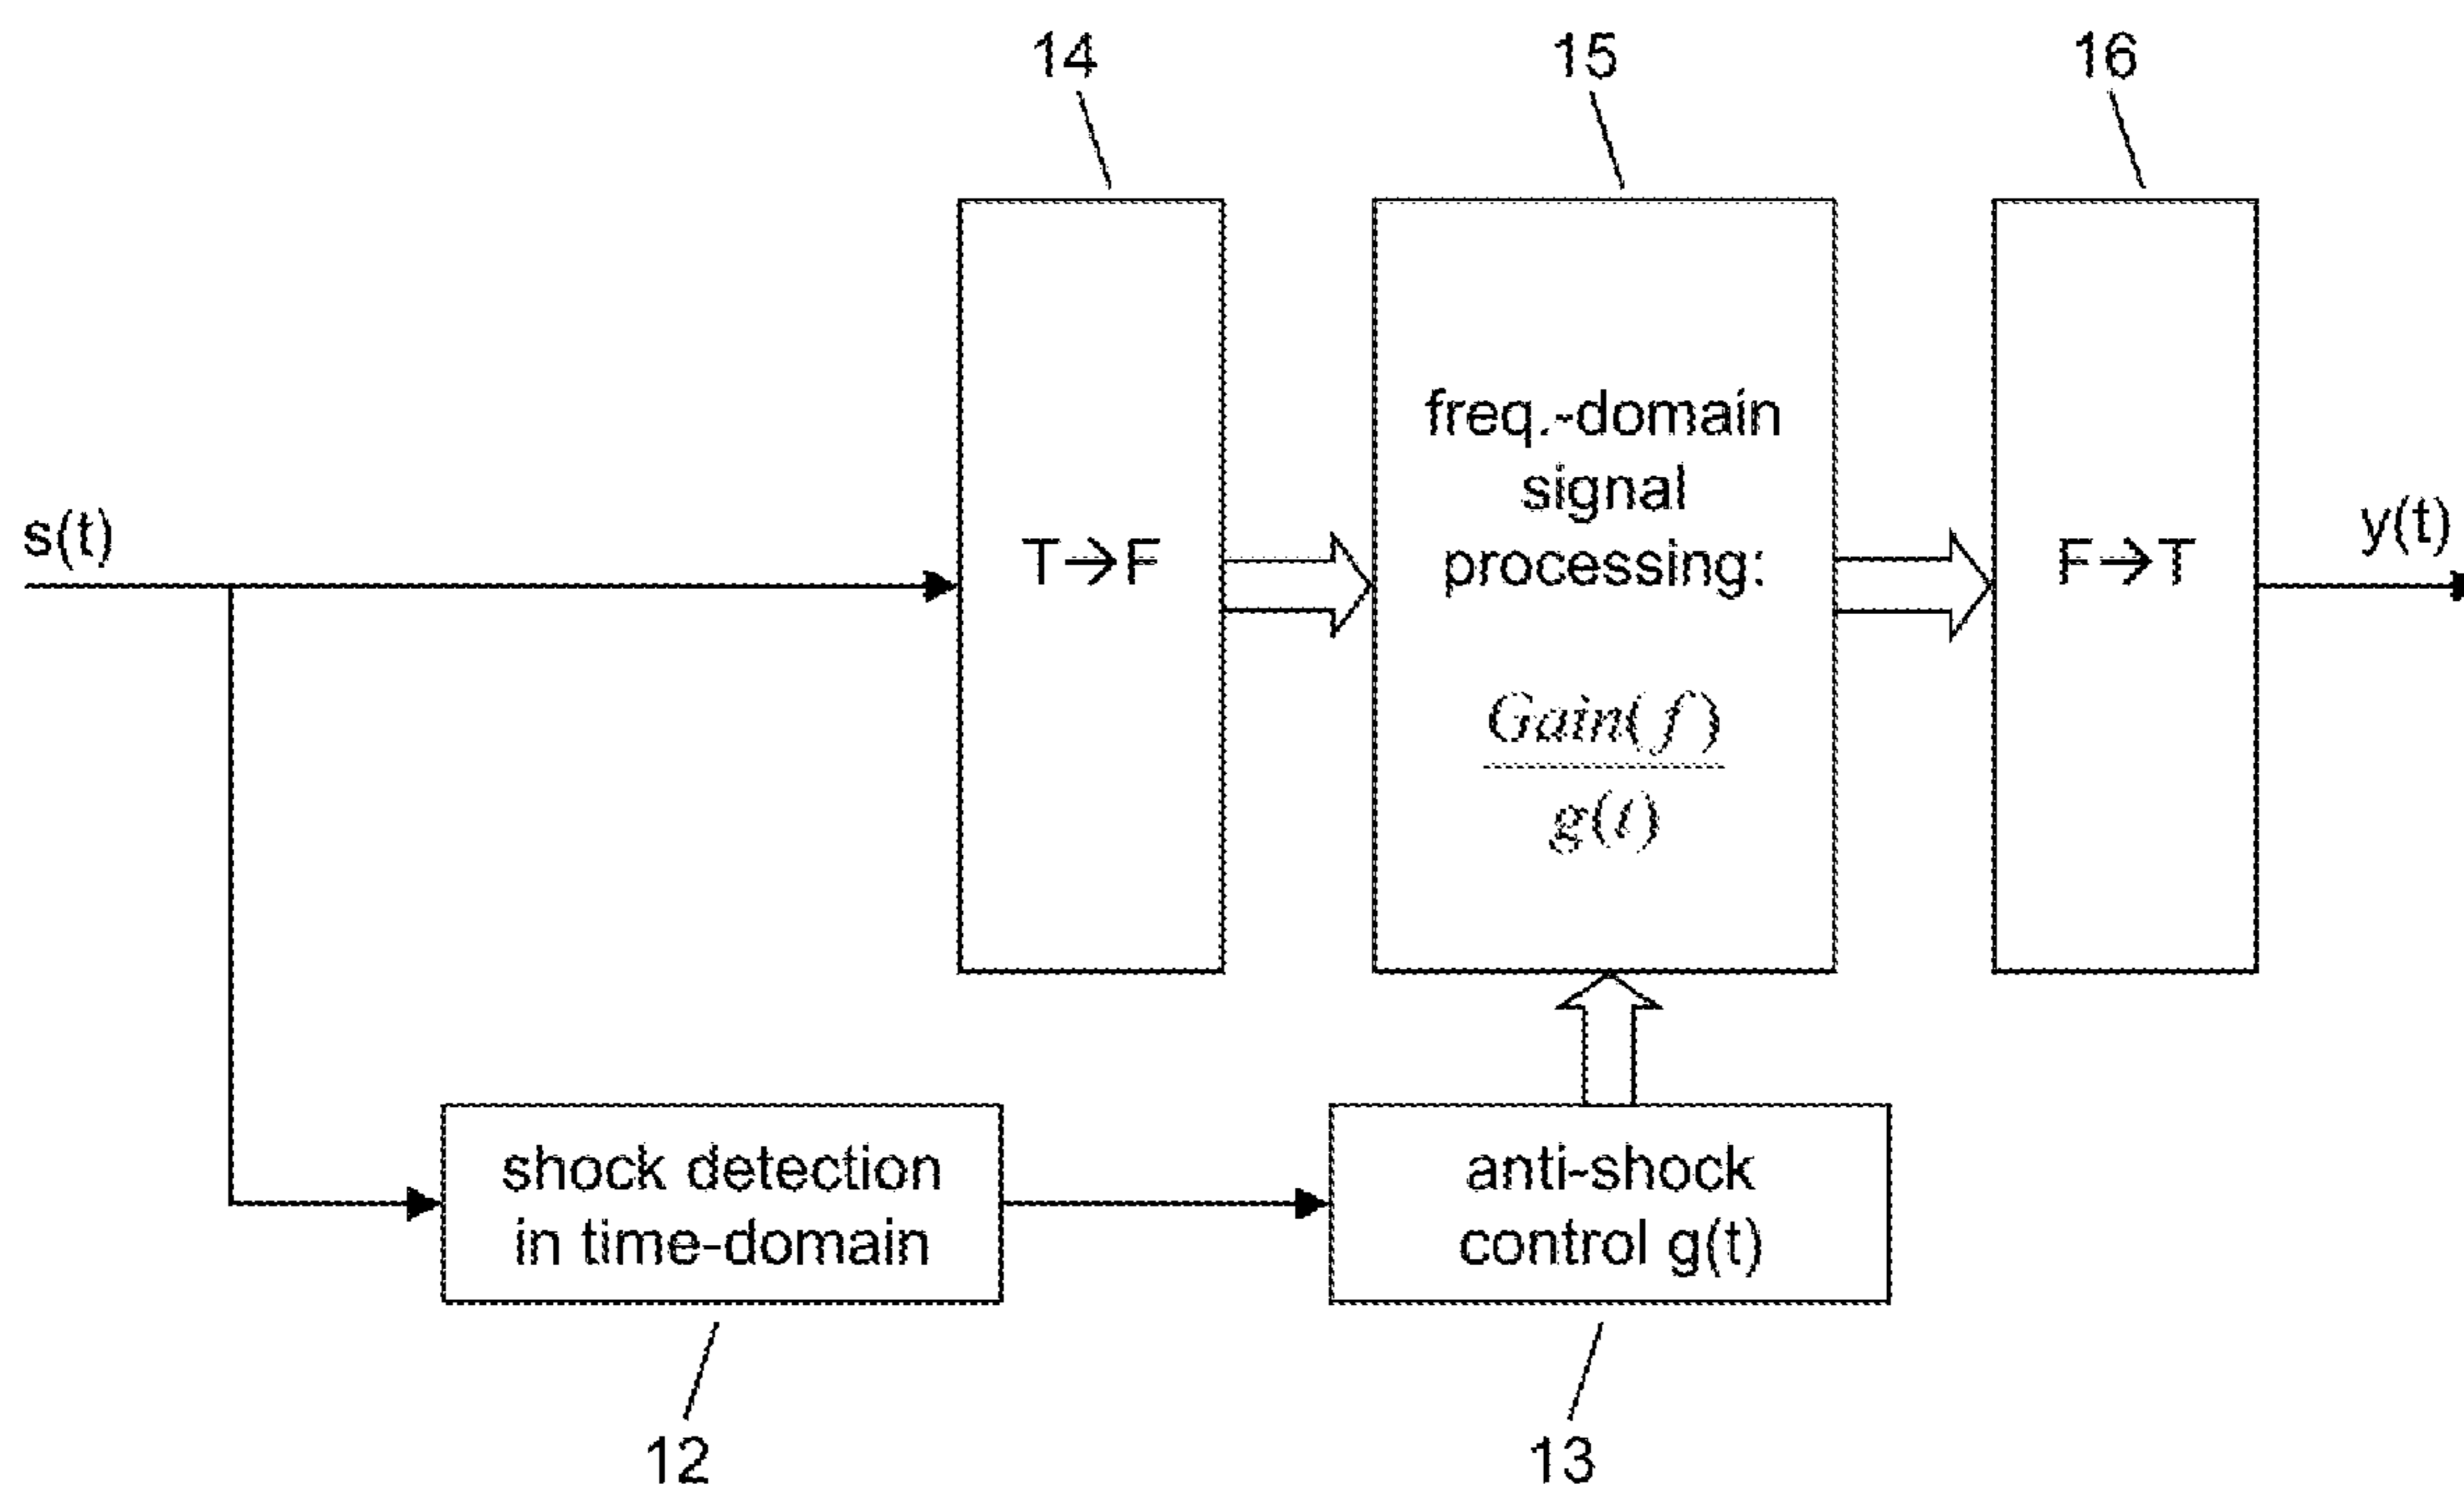 14
15
16
s(t)
T→F
freq.-domain
signal
processing:
Gain(f)
g(t)
F→T
y(t)
shock detection
in time-domain
anti-shock
control g(t)
12
13